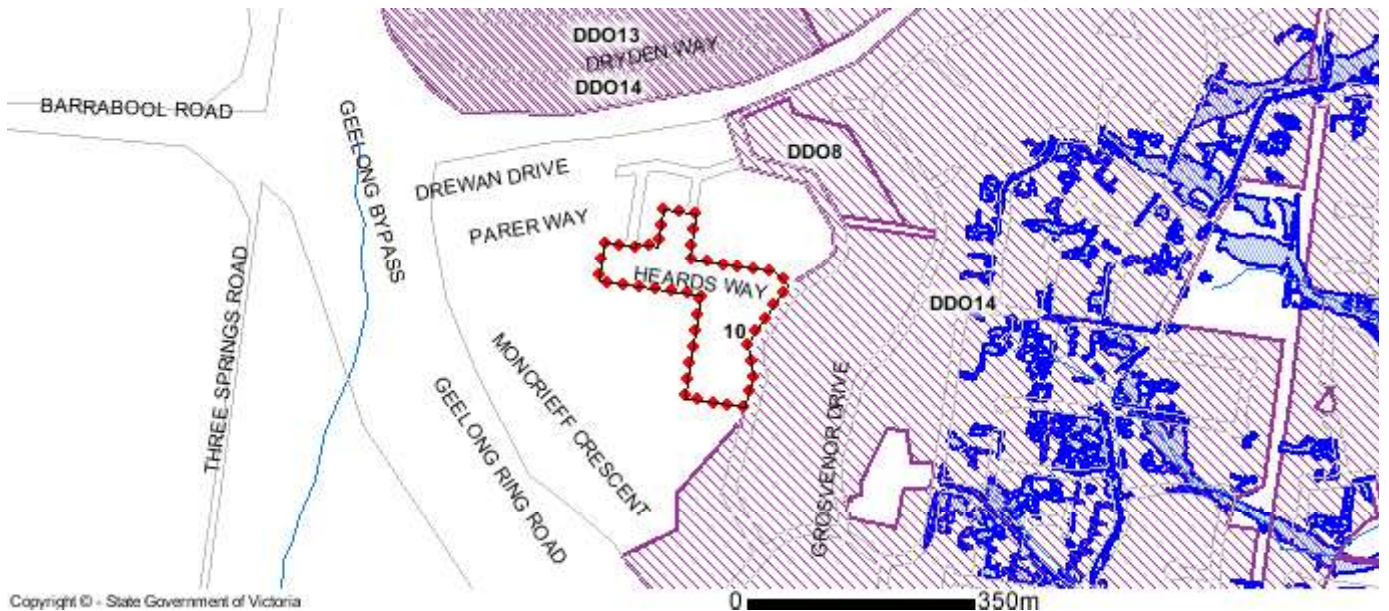 DDO13
DRYDEN WAY
DDO14
BARRABOOL ROAD
GEELONG BYPASS
DDO8
DREWAN DRIVE
PARER WAY
HEARDS WAY
DDO14
10
THREE SPRINGS ROAD
MONCRIEFF CRESCENT
GEELONG RING ROAD
GROSVENOR DRIVE
Copyright © - State Government of Victoria
0 350m